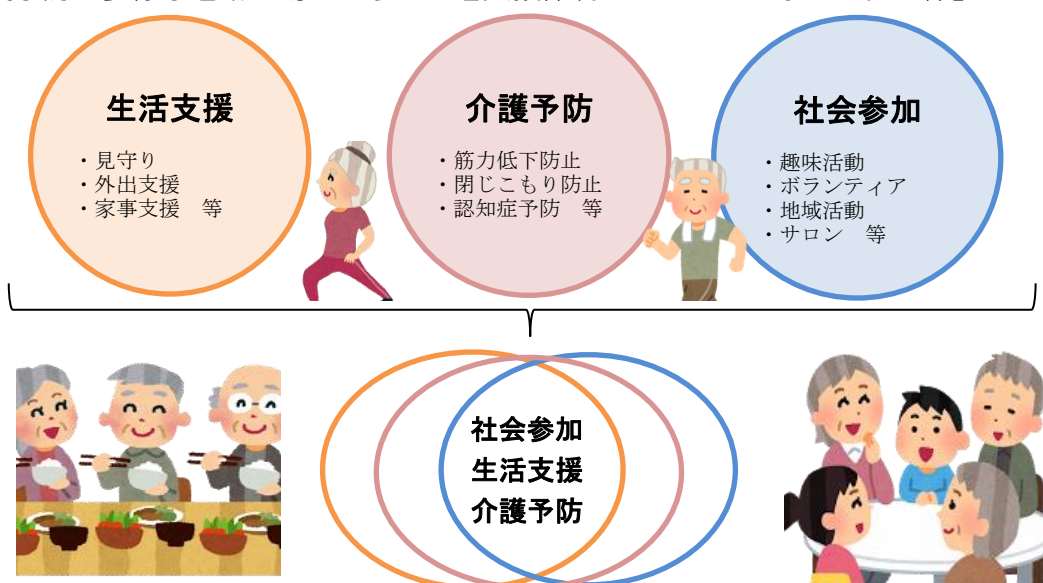 生活支援
・見守り
・外出支援
・家事支援　等
介護予防
・筋力低下防止
・閉じこもり防止
・認知症予防　等
社会参加
・趣味活動
・ボランティア
・地域活動
・サロン　等
社会参加
生活支援
介護予防